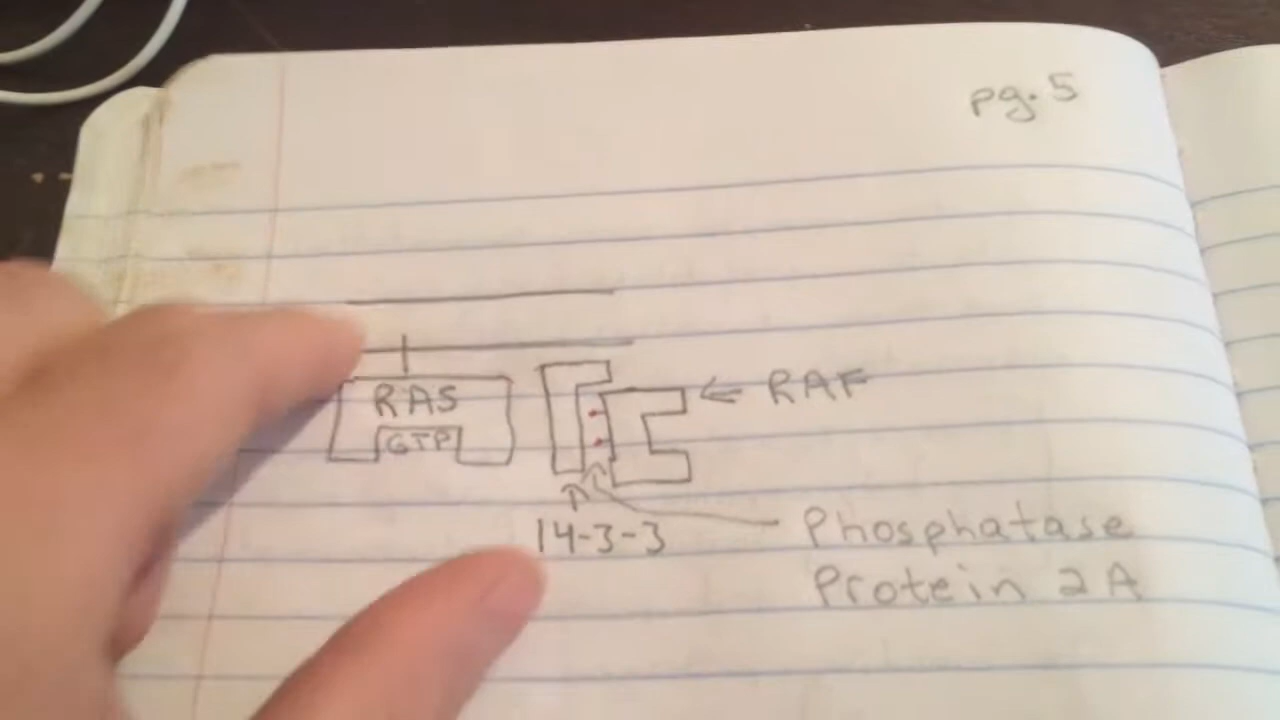 pg. 5
RAS
GTP
← RAF
14-3-3
Phosphatase
Protein 2A